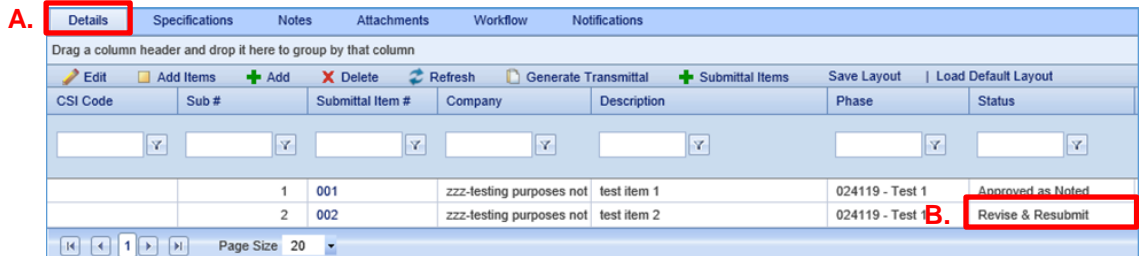 A. Details Specifications Notes Attachments Workflow Notifications
Drag a column header and drop it here to group by that column
Edit Add Items Add Delete Refresh Generate Transmittal Submittal Items Save Layout | Load Default Layout
CSI Code Sub # Submittal Item # Company Description Phase Status
1 001 zzz-testing purposes not test item 1 024119 - Test 1 Approved as Noted
2 002 zzz-testing purposes not test item 2 024119 - Test 1 B. Revise & Resubmit
1 Page Size 20